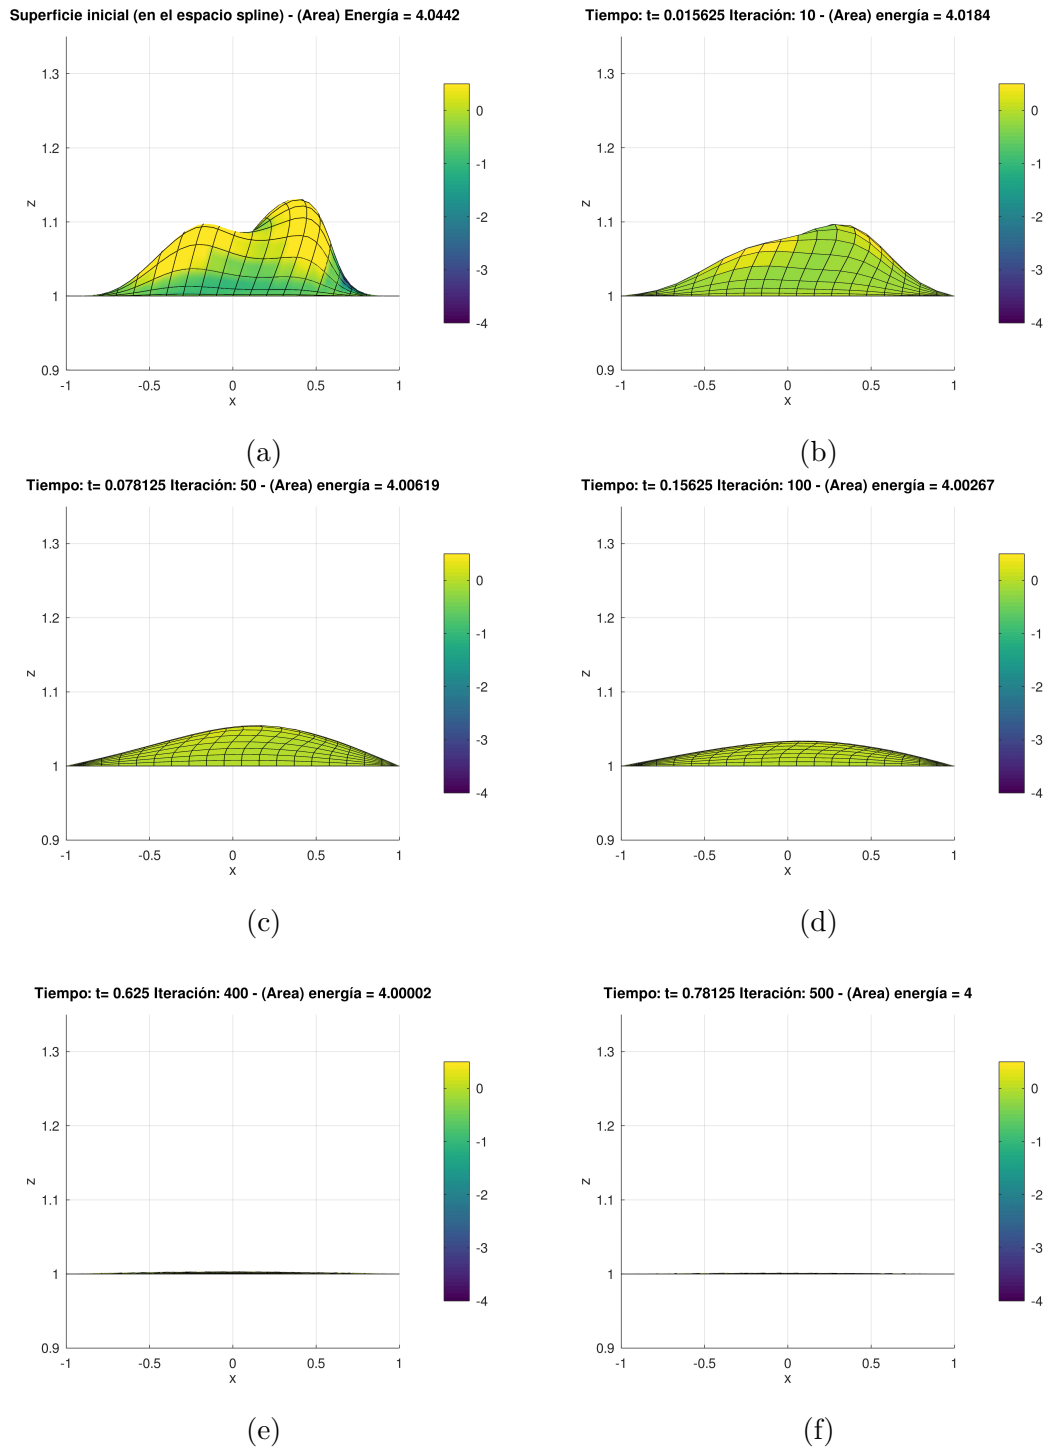 Superficie inicial (en el espacio spline) - (Area) Energía = 4.0442
1.3
1.2
1.1
1
0.9
z
-1 -0.5 0 0.5 1
x
0
-1
-2
-3
-4
(a)
Tiempo: t= 0.015625 Iteración: 10 - (Area) energía = 4.0184
1.3
1.2
1.1
1
0.9
z
-1 -0.5 0 0.5 1
x
0
-1
-2
-3
-4
(b)
Tiempo: t= 0.078125 Iteración: 50 - (Area) energía = 4.00619
1.3
1.2
1.1
1
0.9
z
-1 -0.5 0 0.5 1
x
0
-1
-2
-3
-4
(c)
Tiempo: t= 0.15625 Iteración: 100 - (Area) energía = 4.00267
1.3
1.2
1.1
1
0.9
z
-1 -0.5 0 0.5 1
x
0
-1
-2
-3
-4
(d)
Tiempo: t= 0.625 Iteración: 400 - (Area) energía = 4.00002
1.3
1.2
1.1
1
0.9
z
-1 -0.5 0 0.5 1
x
0
-1
-2
-3
-4
(e)
Tiempo: t= 0.78125 Iteración: 500 - (Area) energía = 4
1.3
1.2
1.1
1
0.9
z
-1 -0.5 0 0.5 1
x
0
-1
-2
-3
-4
(f)